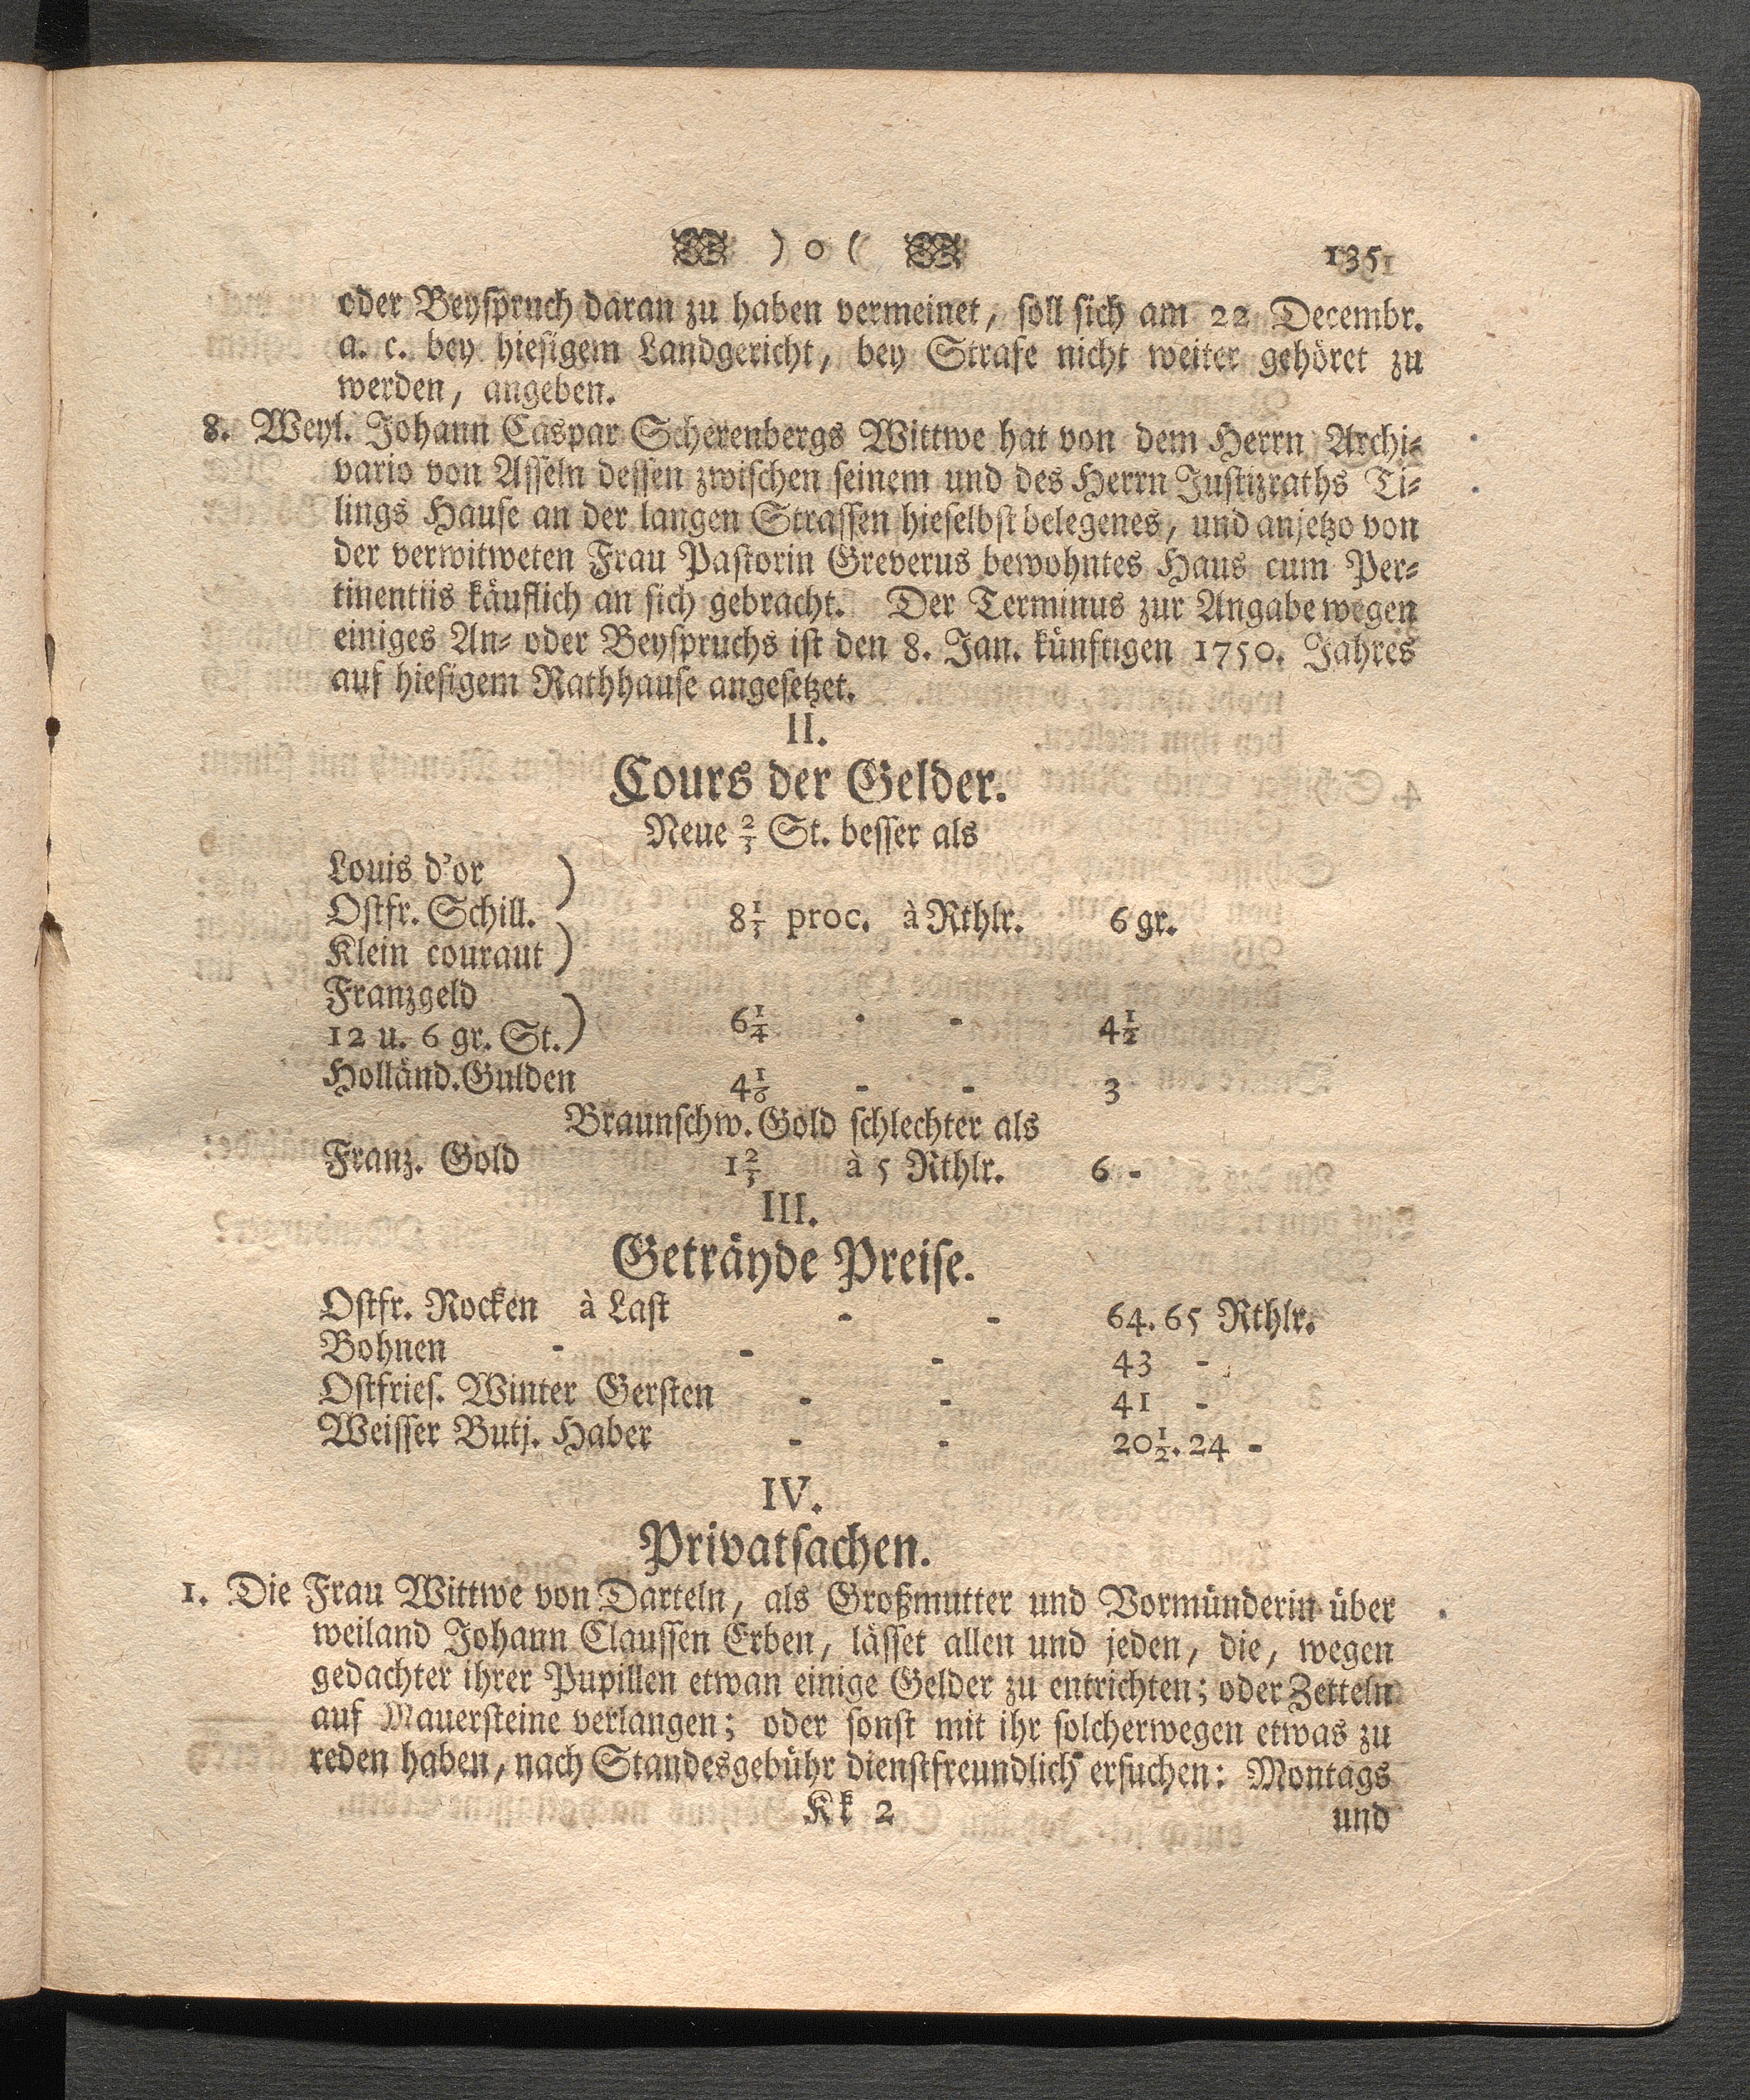 ) o (
135
oder Beyspruch daran zu haben vermeinet, soll sich am 22 Decembr.
a. c. bey hiesigem Landgericht, bey Strafe nicht weiter gehöret zu
werden, angeben.
8. Weyl. Johann Caspar Scherenbergs Wittwe hat von dem Herrn Archi-
vario von Asseln dessen zwischen seinem und des Herrn Justizraths Ti-
lings Hause an der langen Strassen hieselbst belegenes, und anjetzo von
der verwitweten Frau Pastorin Greverus bewohntes Haus cum Per-
tinentiis käuflich an sich gebracht. Der Terminus zur Angabe wegen
einiges An- oder Beyspruchs ist den 8. Jan. künftigen 1750. Jahres
auf hiesigem Rathhause angesetzet.
II.
Cours der Gelder.
Neue ⅔ St. besser als
Louis d'or )
Ostfr. Schill. 8⅓ proc. à Rthlr. 6 gr.
Klein couraut )
Franzgeld
12 u. 6 gr. St. ) 6¼ - - 4½
Holländ. Gulden 4⅙ - - 3
Braunschw. Gold schlechter als
Franz. Gold 1⅔ à 5 Rthlr. 6 -
III.
Geträyde Preise.
Ostfr. Rocken à Last - - 64. 65 Rthlr.
Bohnen - - - 43 -
Ostfries. Winter Gersten - - 41 -
Weisser Butj. Haber - - 20½. 24 -
IV.
Privatsachen.
1. Die Frau Wittwe von Darteln, als Großmutter und Vormünderin über
weiland Johann Claussen Erben, lässet allen und jeden, die, wegen
gedachter ihrer Pupillen etwan einige Gelder zu entrichten; oder Zetteln
auf Mauersteine verlangen; oder sonst mit ihr solcherwegen etwas zu
reden haben, nach Standesgebühr dienstfreundlich ersuchen: Montags
Kk 2
und